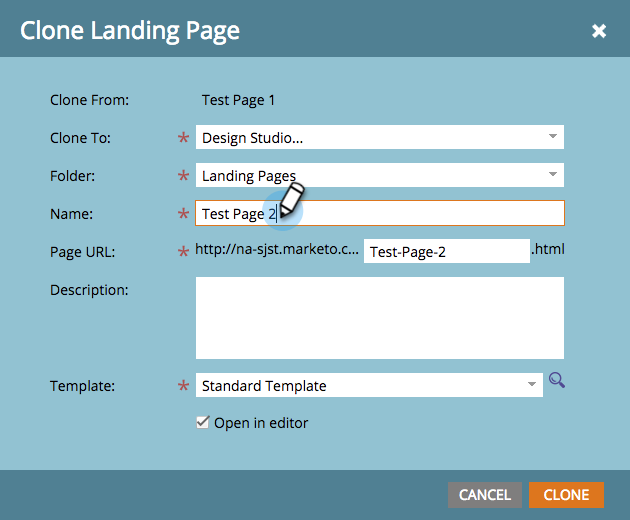 Clone Landing Page
Clone From: Test Page 1
Clone To: * Design Studio...
Folder: * Landing Pages
Name: * Test Page 2
Page URL: * http://na-sjst.marketo.c... Test-Page-2 .html
Description:
Template: * Standard Template
Open in editor
CANCEL CLONE